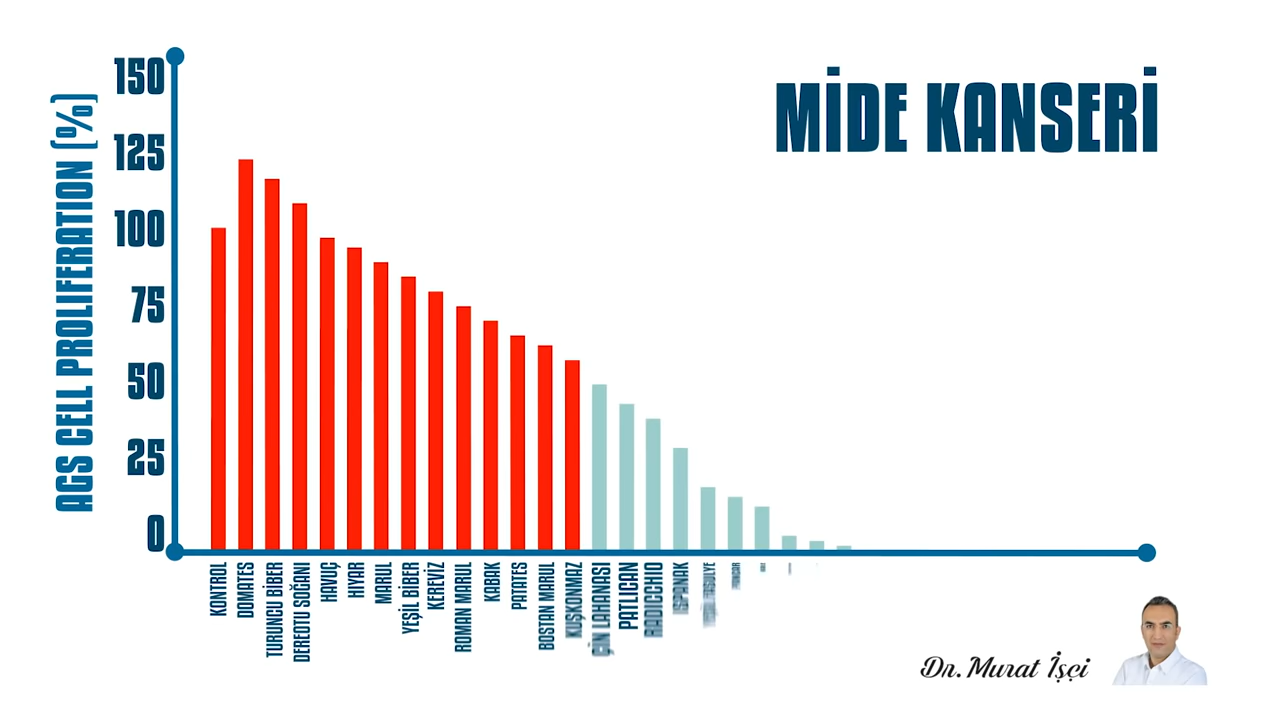 MİDE KANSERİ
AGS CELL PROLIFERATION (%)
150
125
100
75
50
25
0
KONTROL
DOMATES
TURUNCU BİBER
DEREOTU SOĞANI
HAVUÇ
HIYAR
MARUL
YEŞİL BİBER
KEREVİZ
ROMAN MARUL
KABAK
PATATES
BOSTAN MARUL
KUŞKONMAZ
ÇİN LAHANASI
PATLICAN
RADICCHIO
ISPANAK
Dr. Murat İşçi